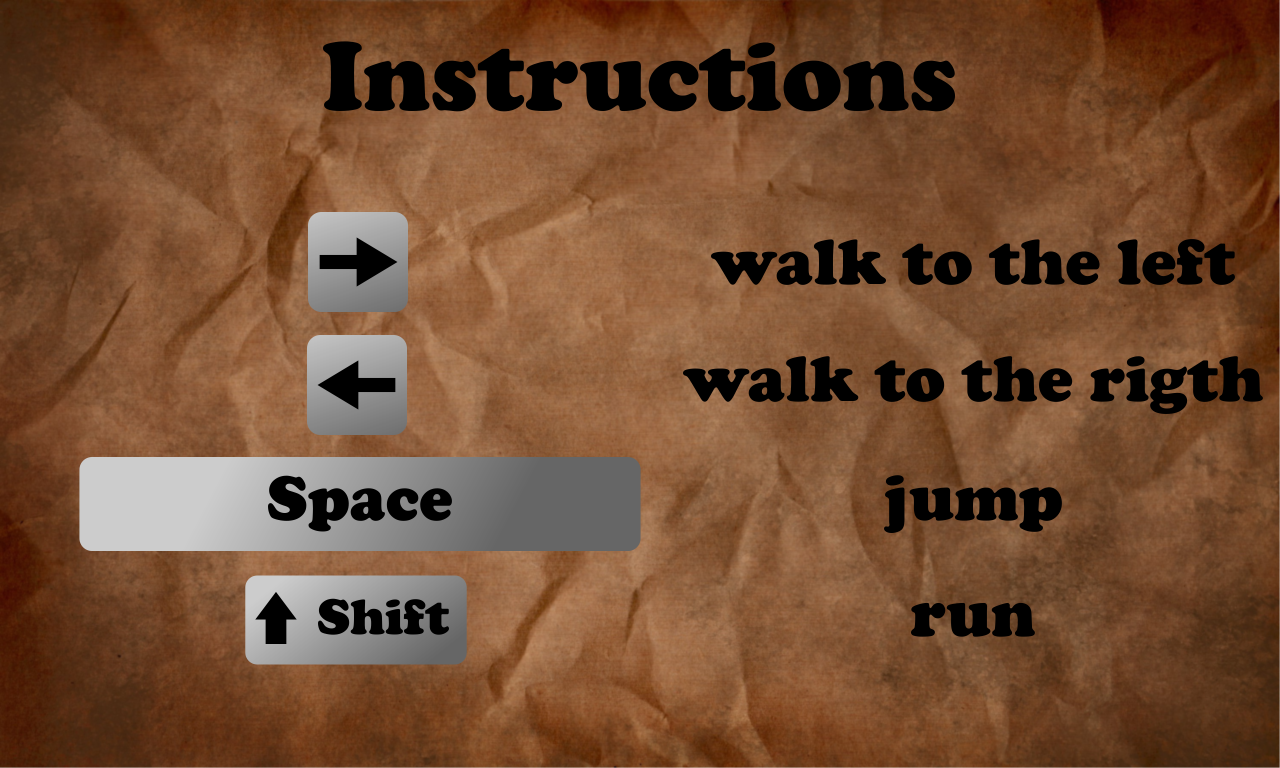 Instructions
walk to the left
walk to the rigth
Space jump
Shift run